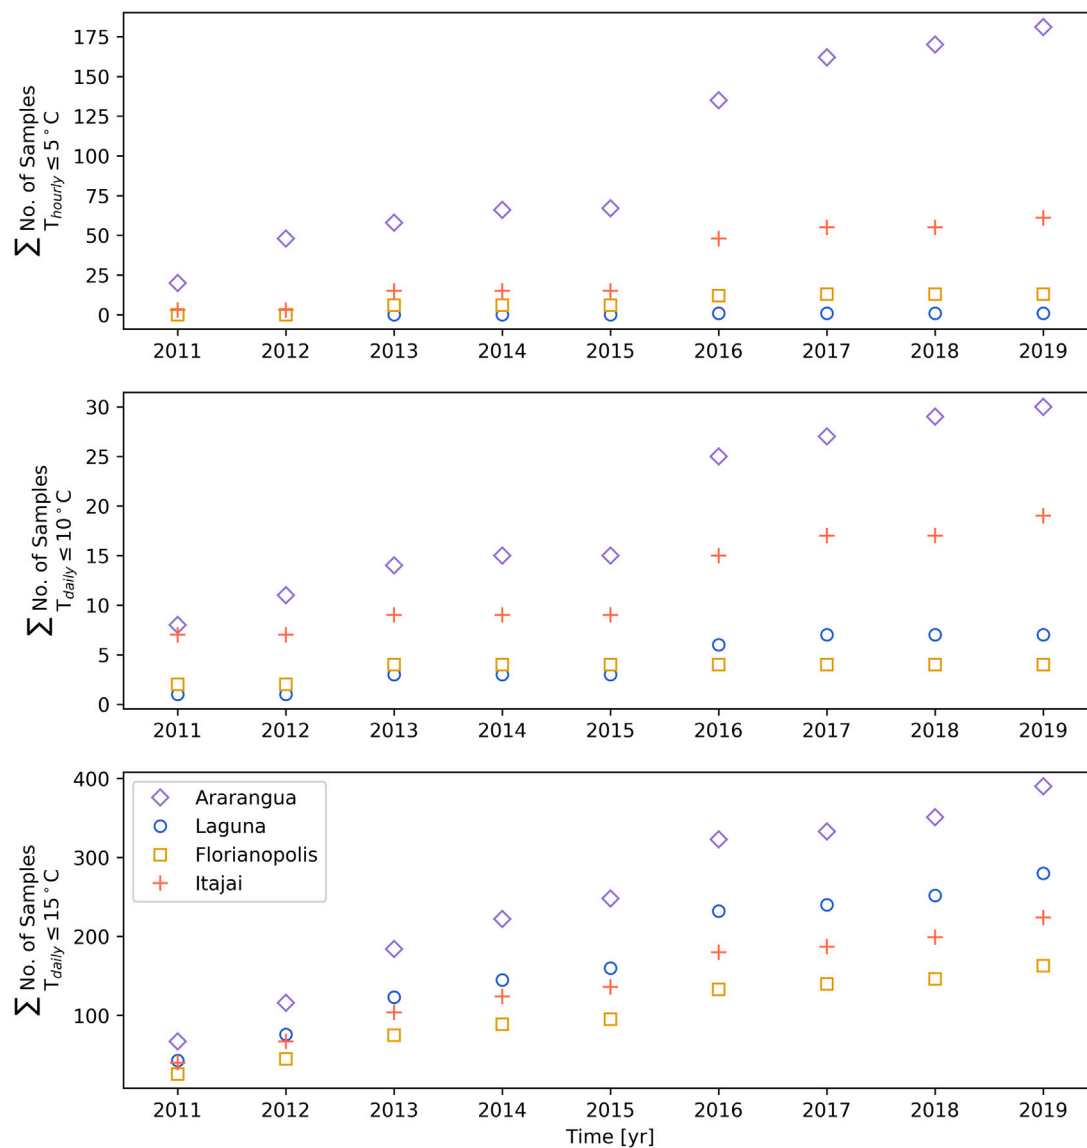 ∑ No. of Samples
T_hourly ≤ 5°C
175
150
125
100
75
50
25
0
2011 2012 2013 2014 2015 2016 2017 2018 2019
∑ No. of Samples
T_daily ≤ 10°C
30
25
20
15
10
5
0
2011 2012 2013 2014 2015 2016 2017 2018 2019
∑ No. of Samples
T_daily ≤ 15°C
400
300
200
100
Ararangua
Laguna
Florianopolis
Itajai
2011 2012 2013 2014 2015 2016 2017 2018 2019
Time [yr]